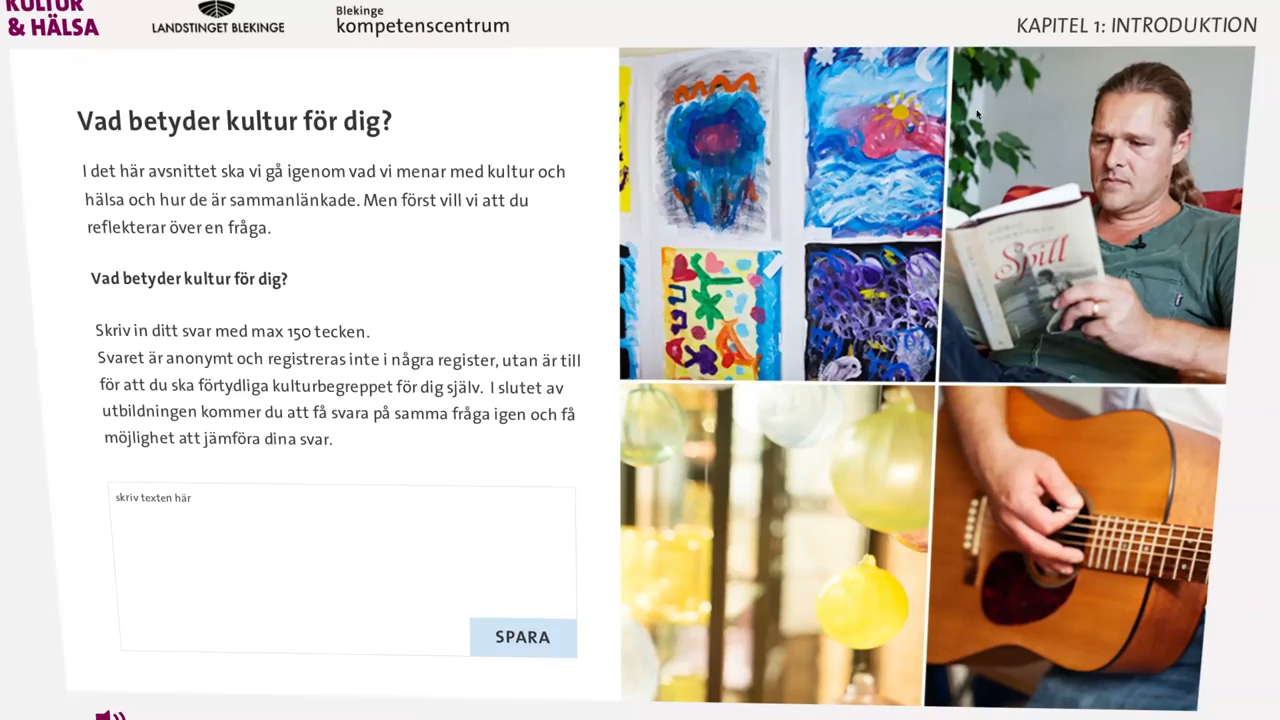 KULTUR
& HÄLSA
LANDSTINGET BLEKINGE
Blekinge
kompetenscentrum
KAPITEL 1: INTRODUKTION
Vad betyder kultur för dig?
I det här avsnittet ska vi gå igenom vad vi menar med kultur och
hälsa och hur de är sammanlänkade. Men först vill vi att du
reflekterar över en fråga.
Vad betyder kultur för dig?
Skriv in ditt svar med max 150 tecken.
Svaret är anonymt och registreras inte i några register, utan är till
för att du ska förtydliga kulturbegreppet för dig själv. I slutet av
utbildningen kommer du att få svara på samma fråga igen och få
möjlighet att jämföra dina svar.
skriv texten här
SPARA
Spill